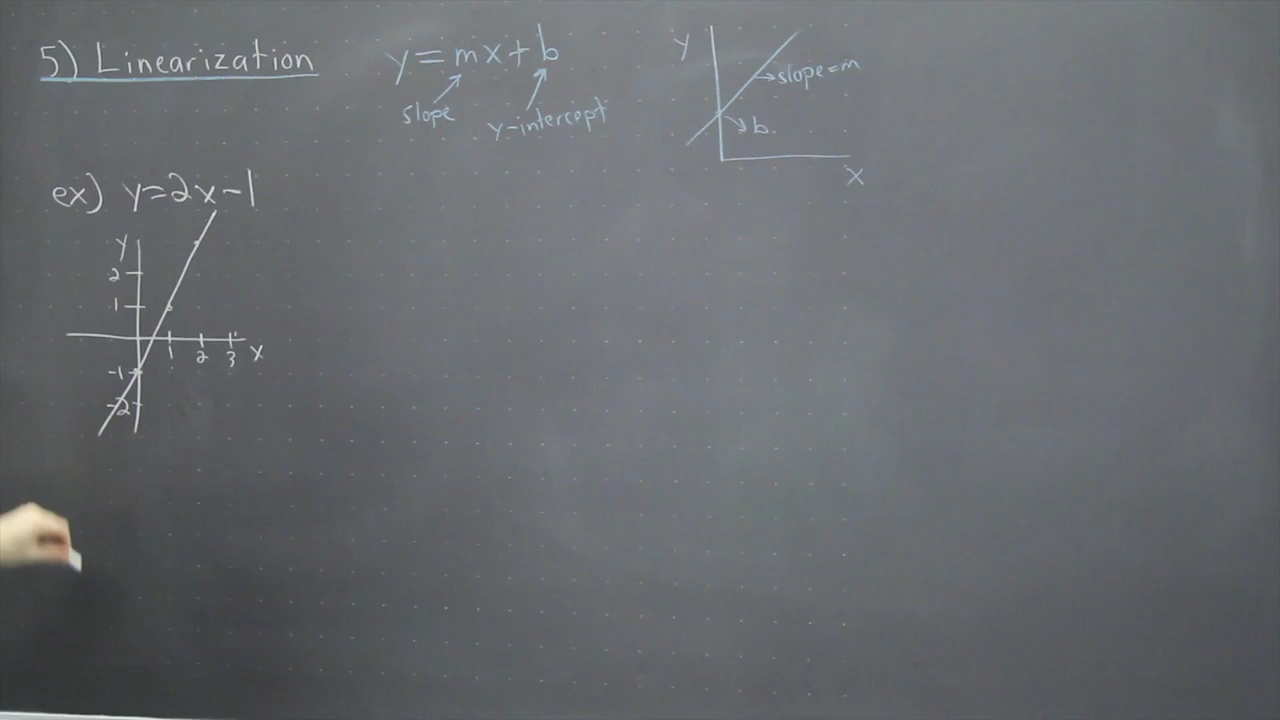 5) Linearization
y=mx+b
slope
y-intercept
y
slope=m
b
x
ex) y=2x-1
y
2
1
1 2 3 x
-1
-2